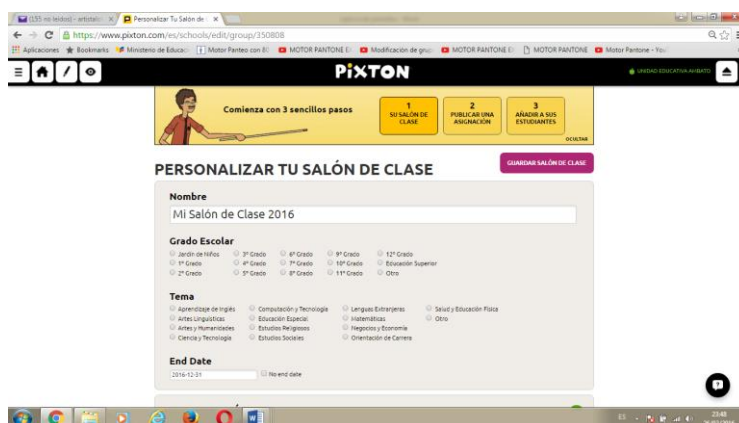 (155 no leídos) - artistalo
Personalizar Tu Salón de
https://www.pixton.com/es/schools/edit/group/350808
Aplicaciones Bookmarks Ministerio de Educac Motor Panteo con 80 MOTOR PANTONE E Modificación de grup MOTOR PANTONE E MOTOR PANTONE Motor Pantone - You
PIXTON
UNIDAD EDUCATIVA AMBATO
Comienza con 3 sencillos pasos
1
SU SALÓN DE
CLASE
2
PUBLICAR UNA
ASIGNACIÓN
3
AÑADIR A SUS
ESTUDIANTES
OCULTAR
PERSONALIZAR TU SALÓN DE CLASE
GUARDAR SALÓN DE CLASE
Nombre
Mi Salón de Clase 2016
Grado Escolar
Jardín de Niños 3º Grado 6º Grado 9º Grado 12º Grado
1º Grado 4º Grado 7º Grado 10º Grado Educación Superior
2º Grado 5º Grado 8º Grado 11º Grado Otro
Tema
Aprendizaje de Inglés Computación y Tecnología Lenguas Extranjeras Salud y Educación Física
Artes Linguísticas Educación Especial Matemáticas Otro
Artes y Humanidades Estudios Religiosos Negocios y Economía
Ciencia y Tecnología Estudios Sociales Orientación de Carrera
End Date
2016-12-31 No end date
ES 23:48